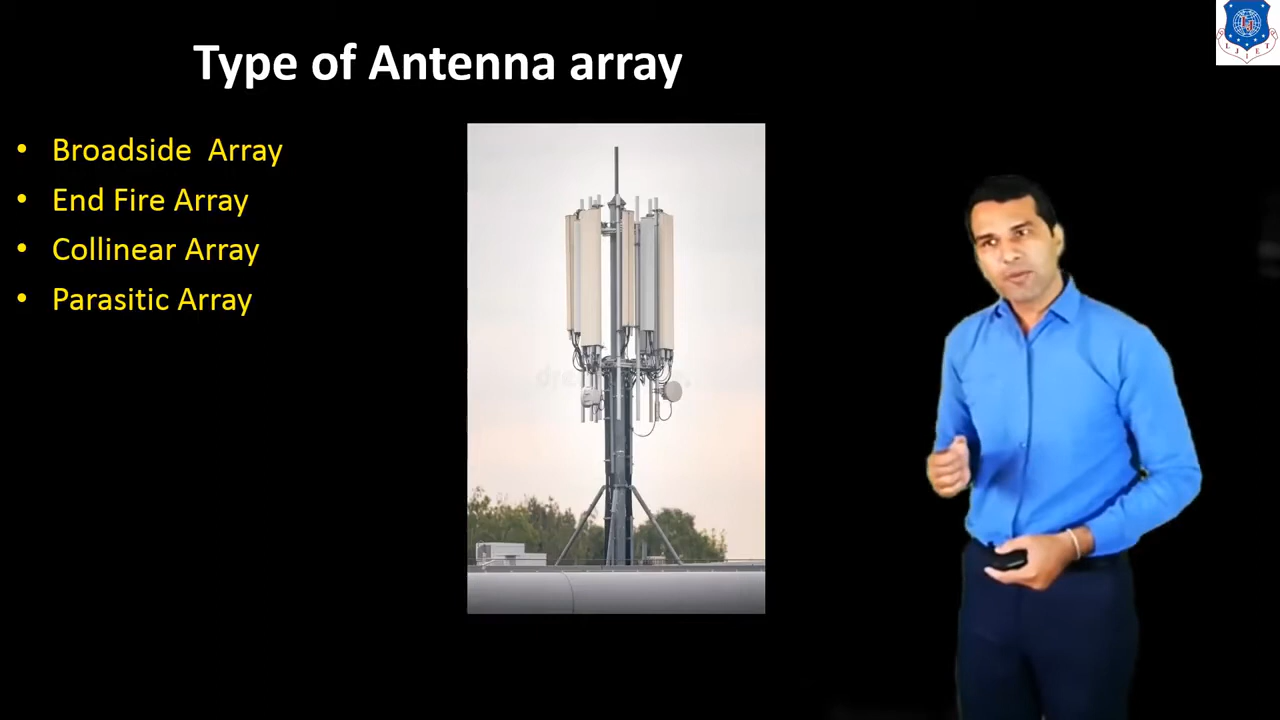 Type of Antenna array
• Broadside  Array
• End Fire Array
• Collinear Array
• Parasitic Array